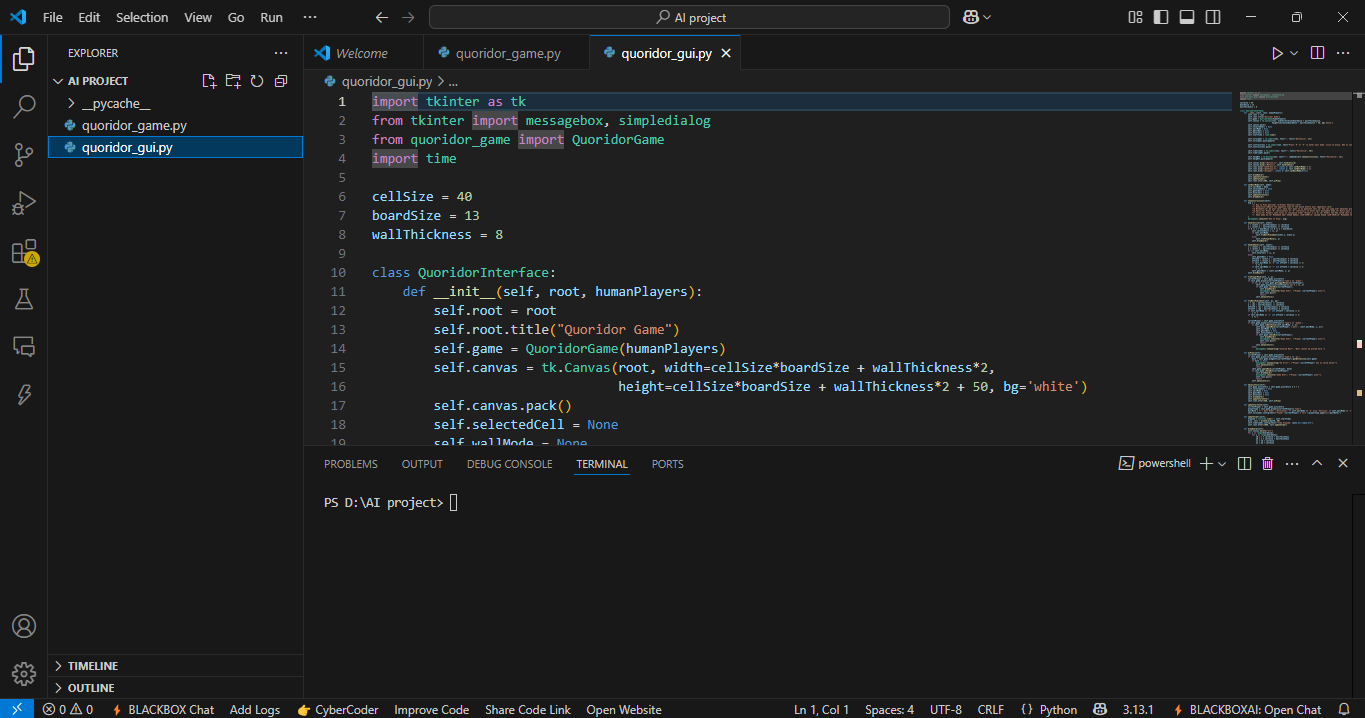 File Edit Selection View Go Run ··· AI project
EXPLORER ···
AI PROJECT
__pycache__
quoridor_game.py
quoridor_gui.py
Welcome quoridor_game.py quoridor_gui.py
quoridor_gui.py > ...
1 import tkinter as tk
2 from tkinter import messagebox, simpledialog
3 from quoridor_game import QuoridorGame
4 import time
5
6 cellSize = 40
7 boardSize = 13
8 wallThickness = 8
9
10 class QuoridorInterface:
11     def __init__(self, root, humanPlayers):
12         self.root = root
13         self.root.title("Quoridor Game")
14         self.game = QuoridorGame(humanPlayers)
15         self.canvas = tk.Canvas(root, width=cellSize*boardSize + wallThickness*2,
16                                 height=cellSize*boardSize + wallThickness*2 + 50, bg='white')
17         self.canvas.pack()
18         self.selectedCell = None
19         self.wallMode = None
PROBLEMS OUTPUT DEBUG CONSOLE TERMINAL PORTS powershell
PS D:\AI project>
TIMELINE
OUTLINE
0 0 BLACKBOX Chat Add Logs CyberCoder Improve Code Share Code Link Open Website Ln 1, Col 1 Spaces: 4 UTF-8 CRLF {} Python 3.13.1 BLACKBOXAI: Open Chat